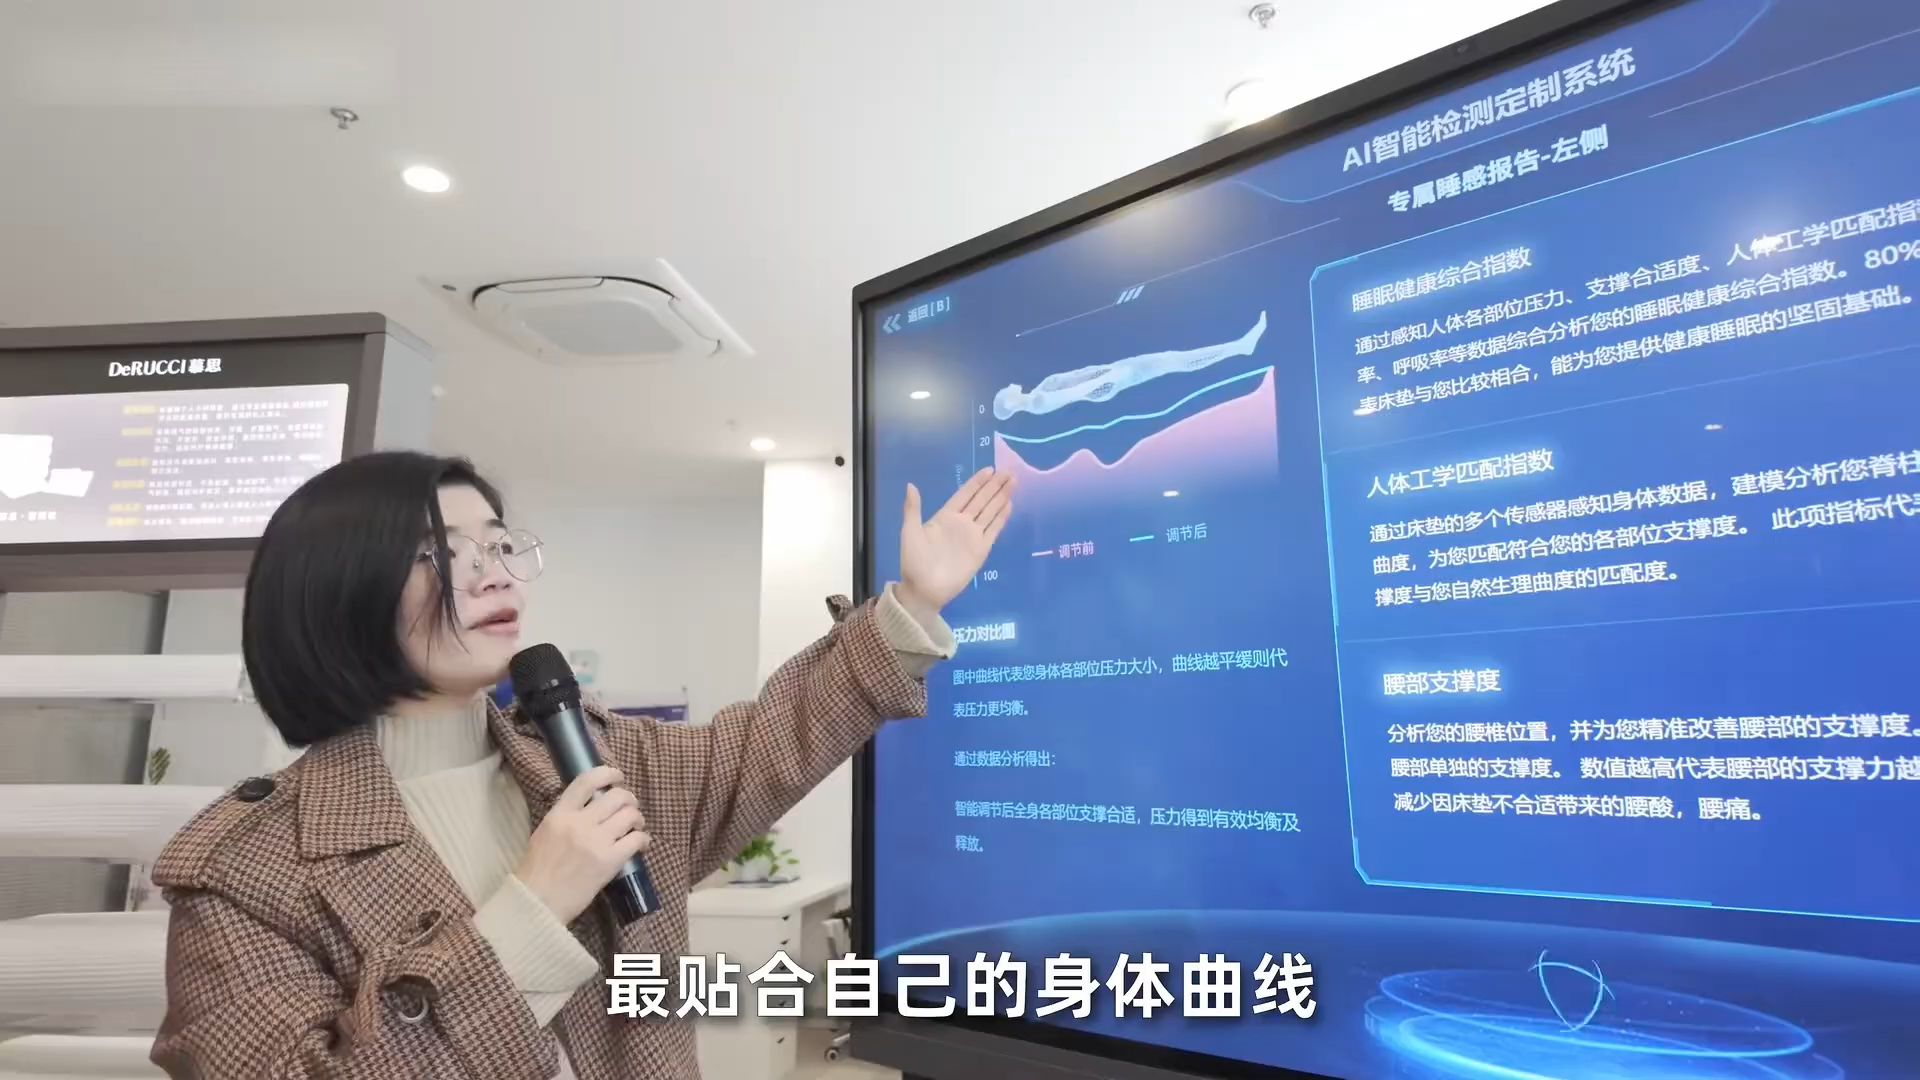 AI智能检测定制系统
专属睡感报告-左侧
返回[B]
0
20
100
调节前
调节后
压力对比图
图中曲线代表您身体各部位压力大小，曲线越平缓则代
表压力更均衡。
通过数据分析得出：
智能调节后全身各部位支撑合适，压力得到有效均衡及
释放。
睡眠健康综合指数
通过感知人体各部位压力、支撑合适度、人体工学匹配指
率、呼吸率等数据综合分析您的睡眠健康综合指数。80%
表床垫与您比较相合，能为您提供健康睡眠的坚固基础。
人体工学匹配指数
通过床垫的多个传感器感知身体数据，建模分析您脊柱
曲度，为您匹配符合您的各部位支撑度。 此项指标代
撑度与您自然生理曲度的匹配度。
腰部支撑度
分析您的腰椎位置，并为您精准改善腰部的支撑度。
腰部单独的支撑度。 数值越高代表腰部的支撑力越
减少因床垫不合适带来的腰酸，腰痛。
DeRUCCI 慕思
最贴合自己的身体曲线